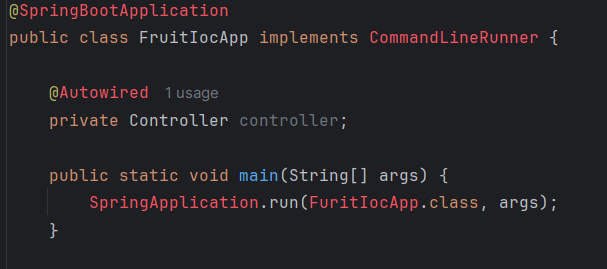 @SpringBootApplication
public class FruitIocApp implements CommandLineRunner {
@Autowired 1 usage
private Controller controller;
public static void main(String[] args) {
SpringApplication.run(FuritIocApp.class, args);
}